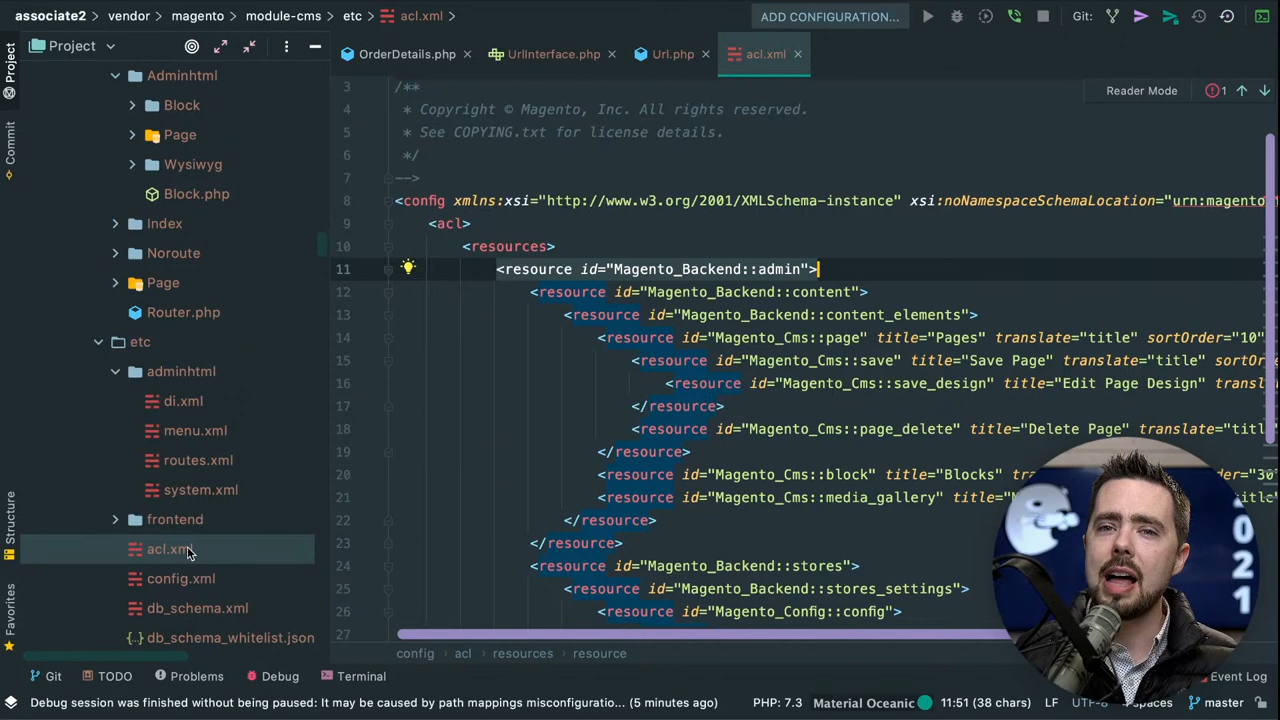 associate2 vendor magento module-cms etc acl.xml
ADD CONFIGURATION...
Git:
Project
OrderDetails.php
UrlInterface.php
Url.php
acl.xml
Project
Commit
Structure
Favorites
Adminhtml
Block
Page
Wysiwyg
Block.php
Index
Noroute
Page
Router.php
etc
adminhtml
di.xml
menu.xml
routes.xml
system.xml
frontend
acl.xml
config.xml
db_schema.xml
db_schema_whitelist.json
Reader Mode
1
3 /**
4 * Copyright © Magento, Inc. All rights reserved.
5 * See COPYING.txt for license details.
6 */
7 -->
8 <config xmlns:xsi="http://www.w3.org/2001/XMLSchema-instance" xsi:noNamespaceSchemaLocation="urn:magento
9 <acl>
10 <resources>
11 <resource id="Magento_Backend::admin">
12 <resource id="Magento_Backend::content">
13 <resource id="Magento_Backend::content_elements">
14 <resource id="Magento_Cms::page" title="Pages" translate="title" sortOrder="10"
15 <resource id="Magento_Cms::save" title="Save Page" translate="title"
16 <resource id="Magento_Cms::save_design" title="Edit Page Design" transl
17 </resource>
18 <resource id="Magento_Cms::page_delete" title="Delete Page" translate="title"
19 </resource>
20 <resource id="Magento_Cms::block" title="Blocks"
21 <resource id="Magento_Cms::media_gallery"
22 </resource>
23 </resource>
24 <resource id="Magento_Backend::stores">
25 <resource id="Magento_Backend::stores_settings">
26 <resource id="Magento_Config::config">
27
config acl resources resource
2
0
2
1
Git
TODO
Problems
Debug
Terminal
Event Log
Debug session was finished without being paused: It may be caused by path mappings misconfiguratio... (5 minutes ago)
PHP: 7.3
Material Oceanic
11:51 (38 chars)
LF
UTF-8
spaces
master